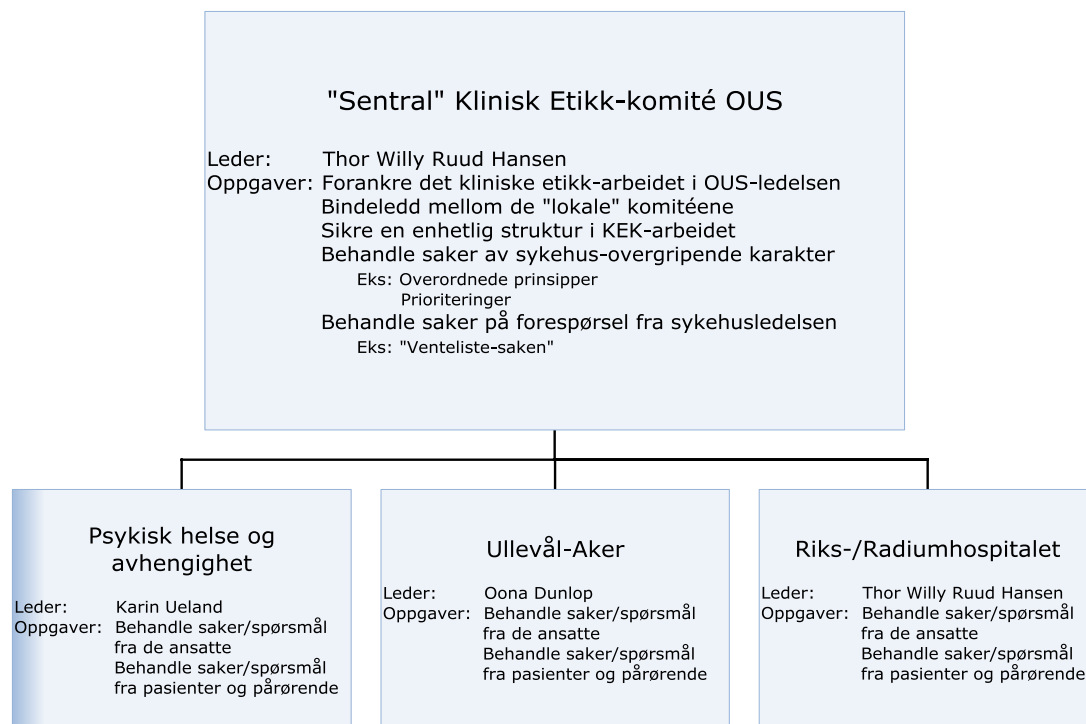 "Sentral" Klinisk Etikk-komité OUS
Leder: Thor Willy Ruud Hansen
Oppgaver: Forankre det kliniske etikk-arbeidet i OUS-ledelsen
Bindeledd mellom de "lokale" komitéene
Sikre en enhetlig struktur i KEK-arbeidet
Behandle saker av sykehus-overgripende karakter
Eks: Overordnede prinsipper
Prioriteringer
Behandle saker på forespørsel fra sykehusledelsen
Eks: "Venteliste-saken"
Psykisk helse og
avhengighet
Leder: Karin Ueland
Oppgaver: Behandle saker/spørsmål
fra de ansatte
Behandle saker/spørsmål
fra pasienter og pårørende
Ullevål-Aker
Leder: Oona Dunlop
Oppgaver: Behandle saker/spørsmål
fra de ansatte
Behandle saker/spørsmål
fra pasienter og pårørende
Riks-/Radiumhospitalet
Leder: Thor Willy Ruud Hansen
Oppgaver: Behandle saker/spørsmål
fra de ansatte
Behandle saker/spørsmål
fra pasienter og pårørende